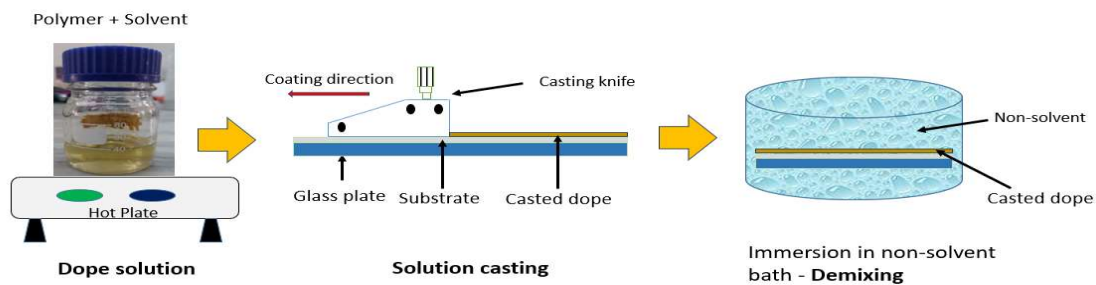 Polymer + Solvent
Hot Plate
Dope solution
Coating direction
Casting knife
Glass plate
Substrate
Casted dope
Solution casting
Non-solvent
Casted dope
Immersion in non-solvent
bath - Demixing